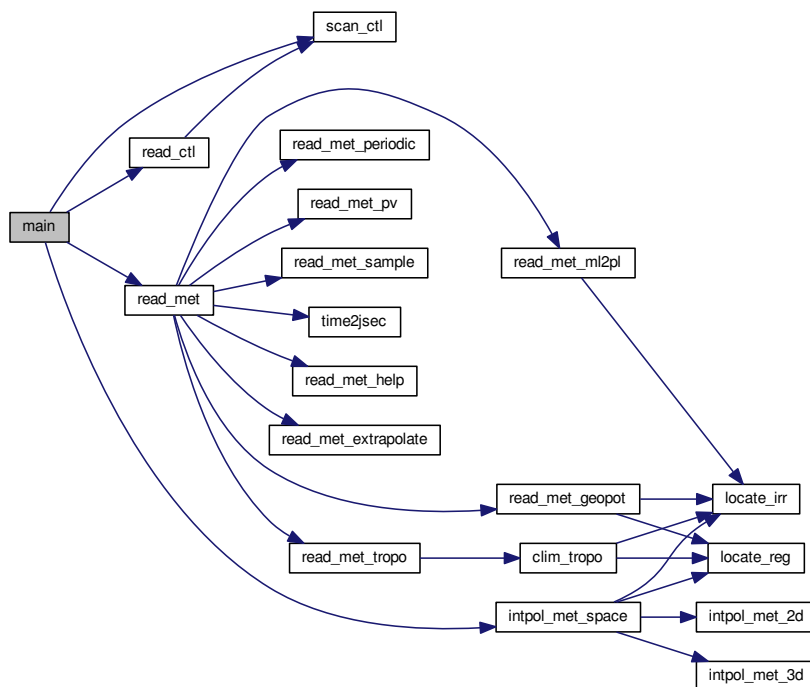 scan_ctl
read_ctl
read_met_periodic
read_met_pv
main
read_met_sample
read_met_ml2pl
read_met
time2jsec
read_met_help
read_met_extrapolate
read_met_geopot
locate_irr
read_met_tropo
clim_tropo
locate_reg
intpol_met_space
intpol_met_2d
intpol_met_3d